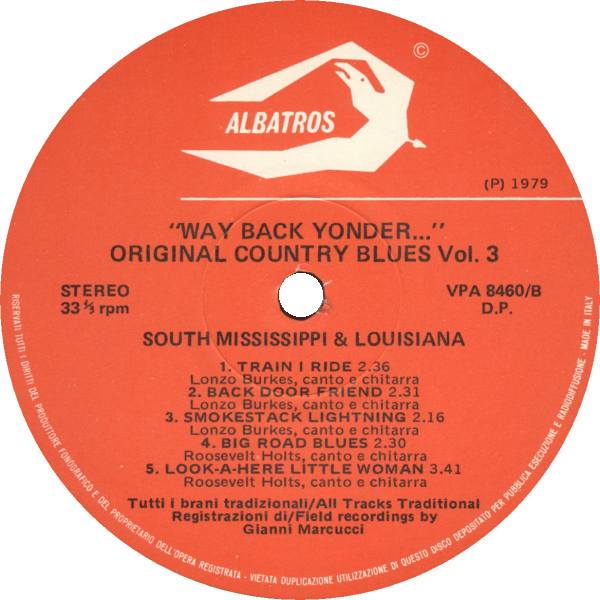 ©
ALBATROS
(P) 1979
"WAY BACK YONDER..."
ORIGINAL COUNTRY BLUES Vol. 3
STEREO
33 ⅓ rpm
VPA 8460/B
D.P.
SOUTH MISSISSIPPI & LOUISIANA
1. TRAIN I RIDE 2.36
Lonzo Burkes, canto e chitarra
2. BACK DOOR FRIEND 2.31
Lonzo Burkes, canto e chitarra
3. SMOKESTACK LIGHTNING 2.16
Lonzo Burkes, canto e chitarra
4. BIG ROAD BLUES 2.30
Roosevelt Holts, canto e chitarra
5. LOOK-A-HERE LITTLE WOMAN 3.41
Roosevelt Holts, canto e chitarra
Tutti i brani tradizionali/All Tracks Traditional
Registrazioni di/Field recordings by
Gianni Marcucci
RISERVATI TUTTI I DIRITTI DEL PRODUTTORE FONOGRAFICO E DEL PROPRIETARIO DELL'OPERA REGISTRATA - VIETATA DUPLICAZIONE UTILIZZAZIONE DI QUESTO DISCO DEPOSITATO PER PUBBLICA ESECUZIONE E RADIODIFFUSIONE - MADE IN ITALY